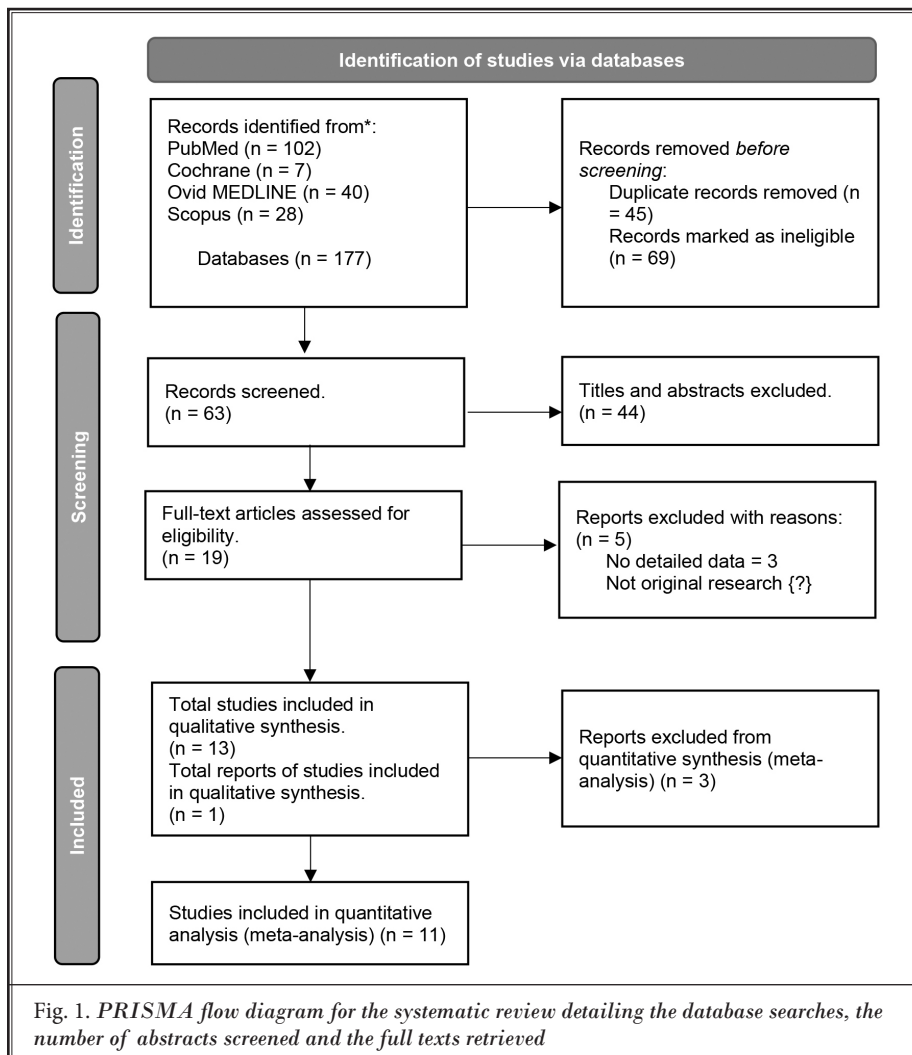 Identification of studies via databases
Identification
Records identified from*:
PubMed (n = 102)
Cochrane (n = 7)
Ovid MEDLINE (n = 40)
Scopus (n = 28)
Databases (n = 177)
Records removed before
screening:
Duplicate records removed (n
= 45)
Records marked as ineligible
(n = 69)
Screening
Records screened.
(n = 63)
Titles and abstracts excluded.
(n = 44)
Full-text articles assessed for
eligibility.
(n = 19)
Reports excluded with reasons:
(n = 5)
No detailed data = 3
Not original research {?}
Included
Total studies included in
qualitative synthesis.
(n = 13)
Total reports of studies included
in qualitative synthesis.
(n = 1)
Reports excluded from
quantitative synthesis (meta-
analysis) (n = 3)
Studies included in quantitative
analysis (meta-analysis) (n = 11)
Fig. 1. PRISMA flow diagram for the systematic review detailing the database searches, the
number of abstracts screened and the full texts retrieved